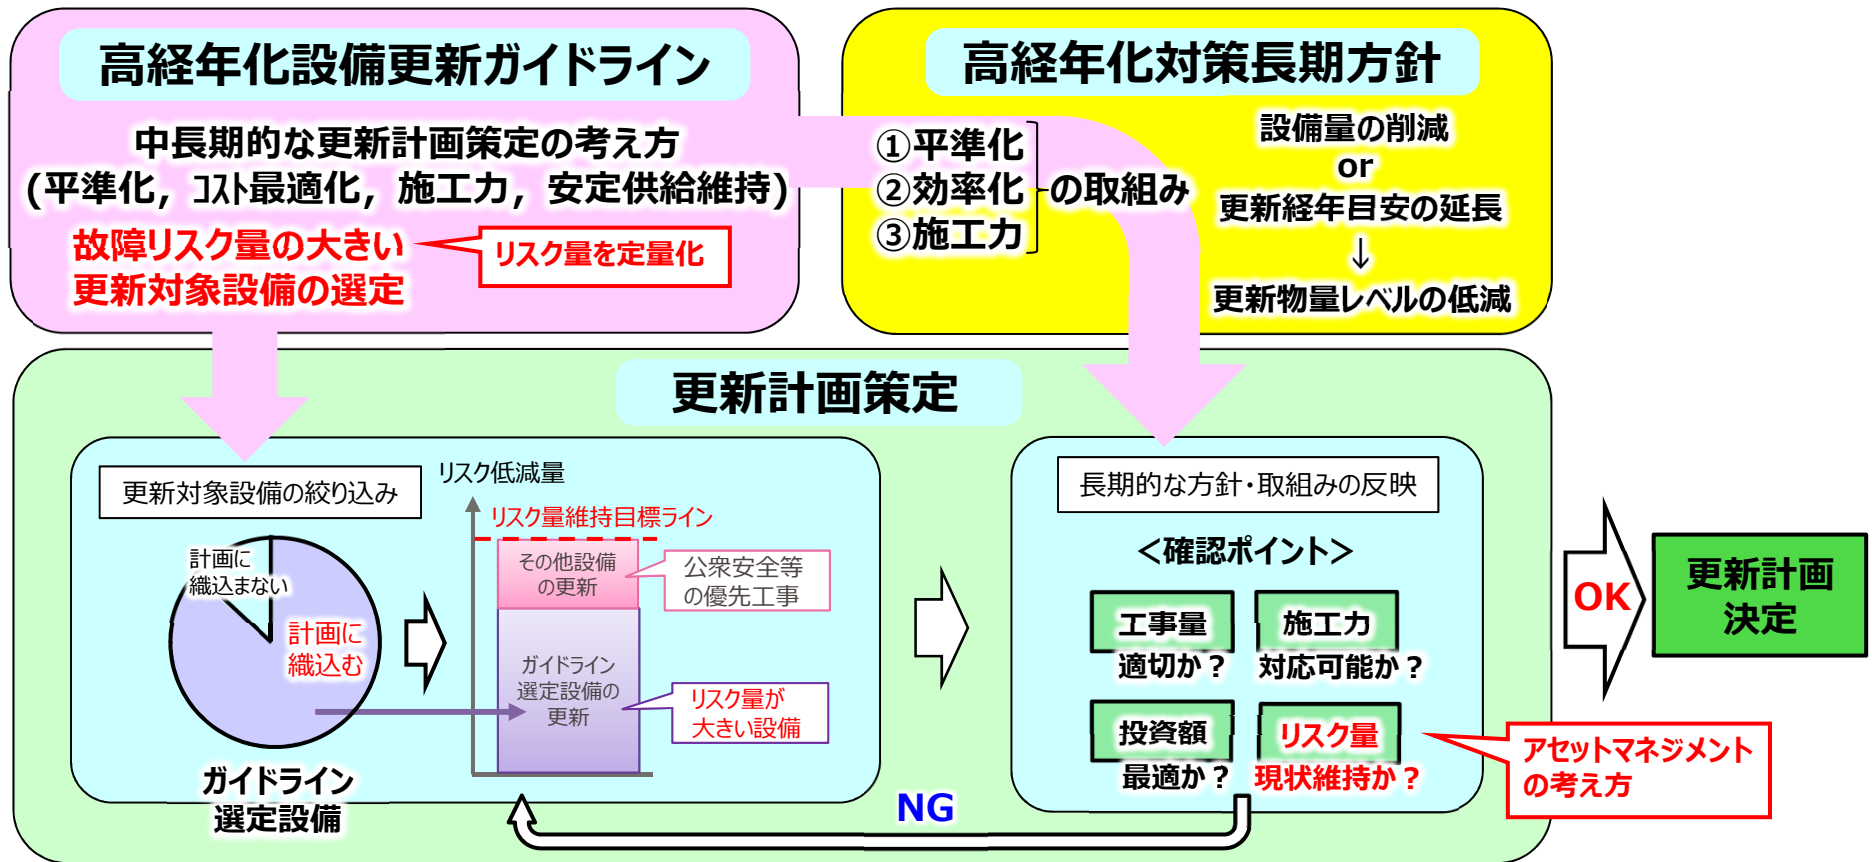 高経年化設備更新ガイドライン
中長期的な更新計画策定の考え方
(平準化，コスト最適化，施工力，安定供給維持)
故障リスク量の大きい
更新対象設備の選定
リスク量を定量化
高経年化対策長期方針
①平準化
②効率化
③施工力
の取組み
設備量の削減
or
更新経年目安の延長
↓
更新物量レベルの低減
更新計画策定
更新対象設備の絞り込み
計画に
織込まない
計画に
織込む
ガイドライン
選定設備
リスク低減量
リスク量維持目標ライン
その他設備
の更新
公衆安全等
の優先工事
ガイドライン
選定設備の
更新
リスク量が
大きい設備
長期的な方針・取組みの反映
＜確認ポイント＞
工事量
適切か？
施工力
対応可能か？
投資額
最適か？
リスク量
現状維持か？
アセットマネジメント
の考え方
NG
OK
更新計画
決定